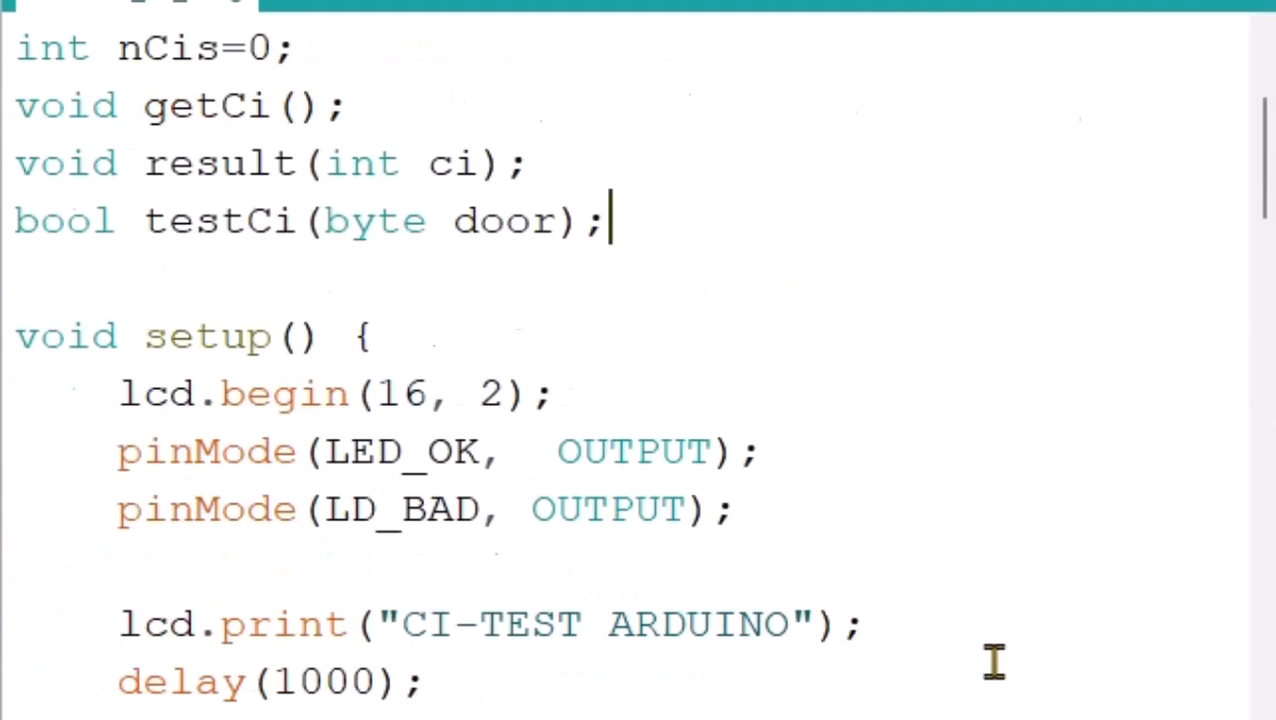 int nCis=0;
void getCi();
void result(int ci);
bool testCi(byte door);
void setup() {
lcd.begin(16, 2);
pinMode(LED_OK,  OUTPUT);
pinMode(LD_BAD, OUTPUT);
lcd.print("CI-TEST ARDUINO");
delay(1000);